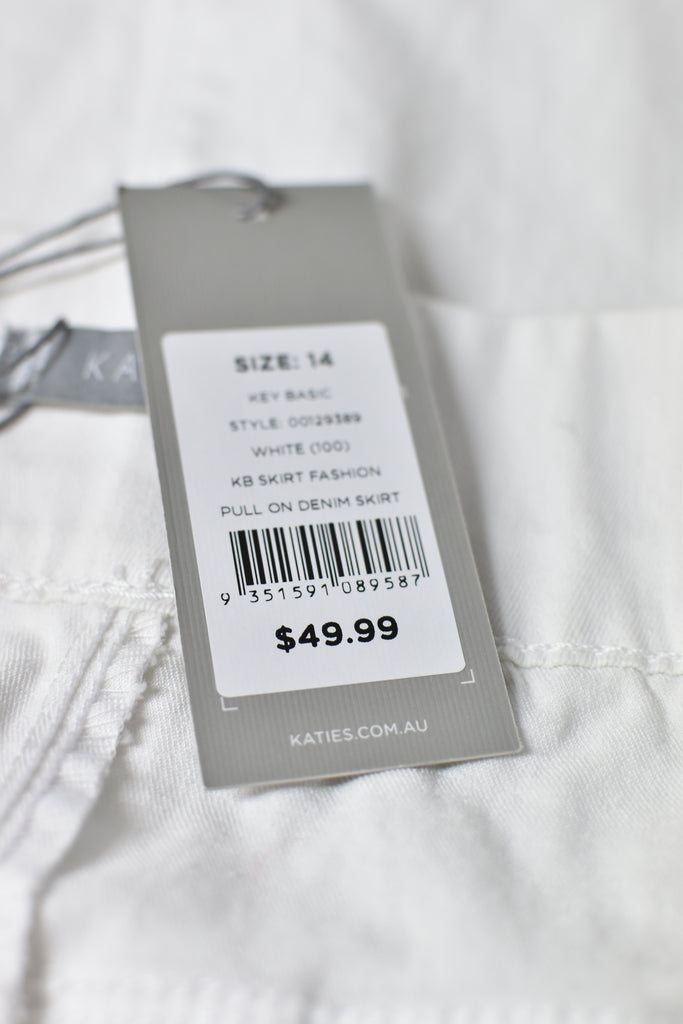 KA
SIZE: 14
KEY BASIC
STYLE: 00129389
WHITE (100)
KB SKIRT FASHION
PULL ON DENIM SKIRT
9 351591 089587
$49.99
KATIES.COM.AU